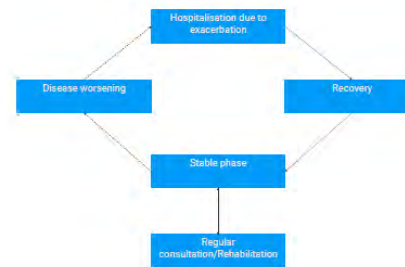 Hospitalisation due to
exacerbation
Disease worsening
Recovery
Stable phase
Regular
consultation/Rehabilitation